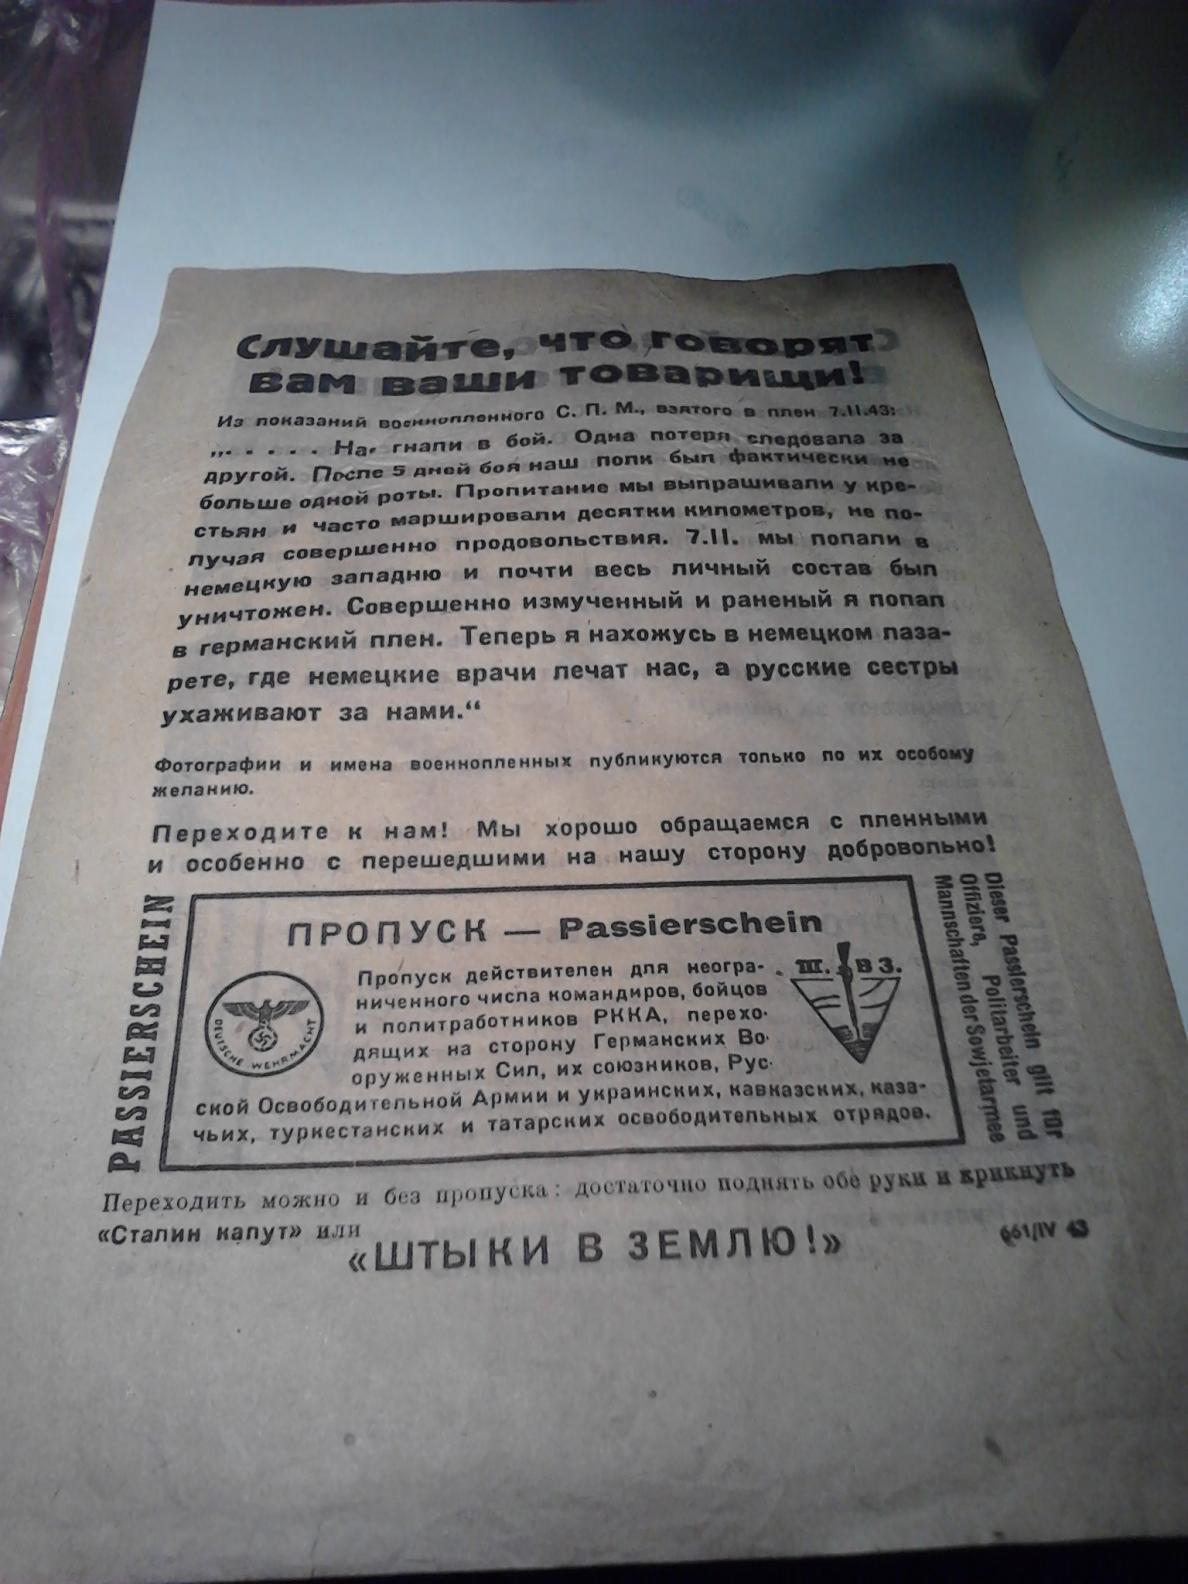 Слушайте, что говорят
вам ваши товарищи!
Из показаний военнопленного С. П. М., взятого в плен 7.II.43:
„. . . . . Нас гнали в бой. Одна потеря следовала за
другой. После 5 дней боя наш полк был фактически не
больше одной роты. Пропитание мы выпрашивали у кре-
стьян и часто маршировали десятки километров, не по-
лучая совершенно продовольствия. 7.II. мы попали в
немецкую западню и почти весь личный состав был
уничтожен. Совершенно измученный и раненый я попал
в германский плен. Теперь я нахожусь в немецком лаза-
рете, где немецкие врачи лечат нас, а русские сестры
ухаживают за нами.“
Фотографии и имена военнопленных публикуются только по их особому
желанию.
Переходите к нам! Мы хорошо обращаемся с пленными
и особенно с перешедшими на нашу сторону добровольно!
PASSIERSCHEIN
ПРОПУСК — Passierschein
DEUTSCHE WEHRMACHT
Пропуск действителен для неогра-
ниченного числа командиров, бойцов
и политработников РККА, перехо-
дящих на сторону Германских Во-
оруженных Сил, их союзников, Рус-
ской Освободительной Армии и украинских, кавказских, каза-
чьих, туркестанских и татарских освободительных отрядов.
Ш. В З.
Dieser Passierschein gilt für
Offiziere, Politarbeiter und
Mannschaften der Sowjetarmee
Переходить можно и без пропуска: достаточно поднять обе руки и крикнуть
«Сталин капут» или
«ШТЫКИ В ЗЕМЛЮ!»
661/IV 43